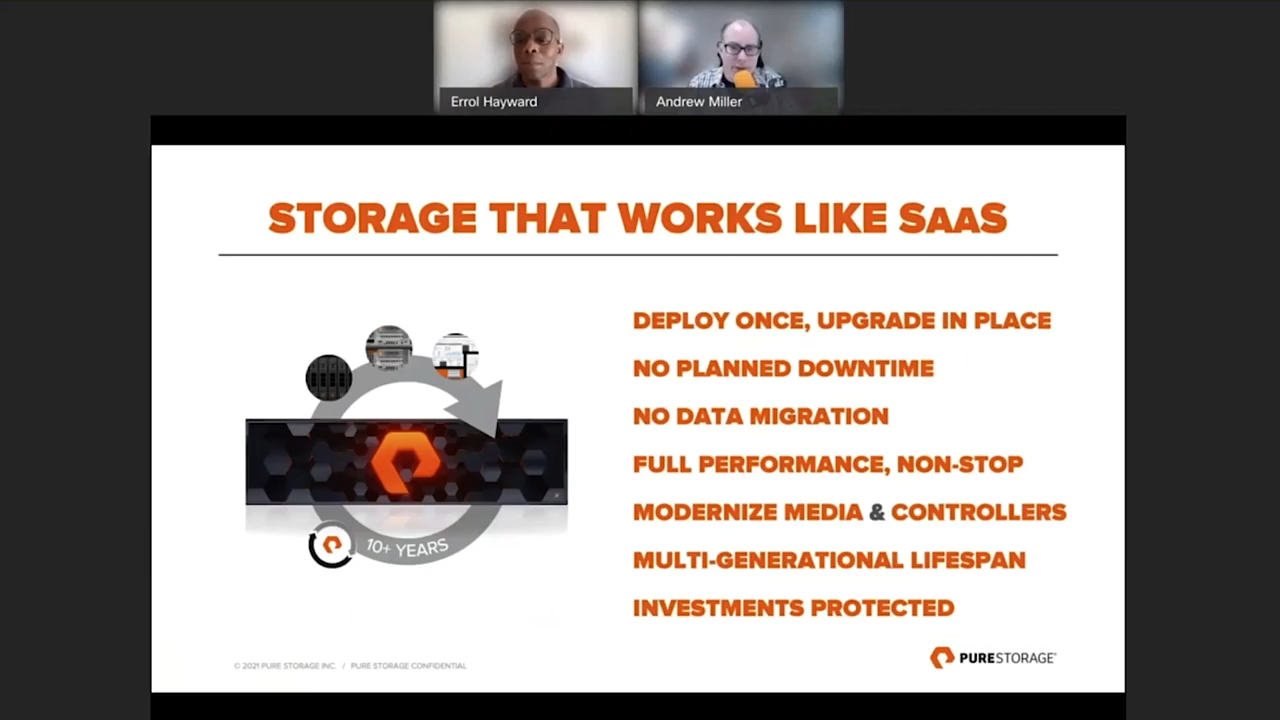 Errol Hayward
Andrew Miller
STORAGE THAT WORKS LIKE SAAS
DEPLOY ONCE, UPGRADE IN PLACE
NO PLANNED DOWNTIME
NO DATA MIGRATION
FULL PERFORMANCE, NON-STOP
MODERNIZE MEDIA & CONTROLLERS
MULTI-GENERATIONAL LIFESPAN
INVESTMENTS PROTECTED
10+ YEARS
© 2021 PURE STORAGE INC. / PURE STORAGE CONFIDENTIAL
PURESTORAGE®